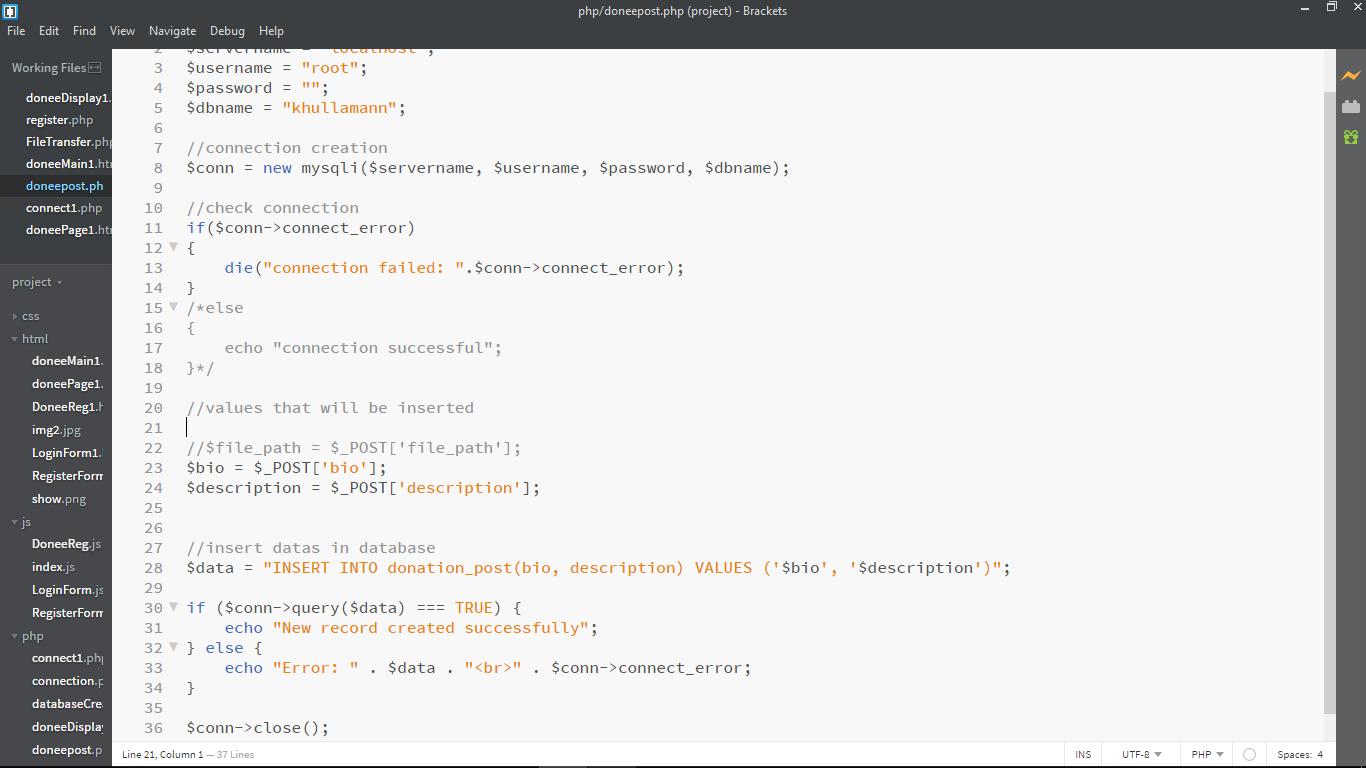 php/doneepost.php (project) - Brackets
File Edit Find View Navigate Debug Help
Working Files
doneeDisplay1.
register.php
FileTransfer.php
doneeMain1.htm
doneepost.ph
connect1.php
doneePage1.htm
project
css
html
doneeMain1.
doneePage1.
DoneeReg1.h
img2.jpg
LoginForm1.
RegisterForm
show.png
js
DoneeReg.js
index.js
LoginForm.js
RegisterForm
php
connect1.php
connection.p
databaseCre
doneeDisplay
doneepost.p
2 $servername = "localhost";
3 $username = "root";
4 $password = "";
5 $dbname = "khullamann";
6
7 //connection creation
8 $conn = new mysqli($servername, $username, $password, $dbname);
9
10 //check connection
11 if($conn->connect_error)
12 {
13 die("connection failed: ".$conn->connect_error);
14 }
15 /*else
16 {
17 echo "connection successful";
18 }*/
19
20 //values that will be inserted
21
22 //$file_path = $_POST['file_path'];
23 $bio = $_POST['bio'];
24 $description = $_POST['description'];
25
26
27 //insert datas in database
28 $data = "INSERT INTO donation_post(bio, description) VALUES ('$bio', '$description')";
29
30 if ($conn->query($data) === TRUE) {
31 echo "New record created successfully";
32 } else {
33 echo "Error: " . $data . "<br>" . $conn->connect_error;
34 }
35
36 $conn->close();
Line 21, Column 1 — 37 Lines
INS UTF-8 PHP Spaces: 4